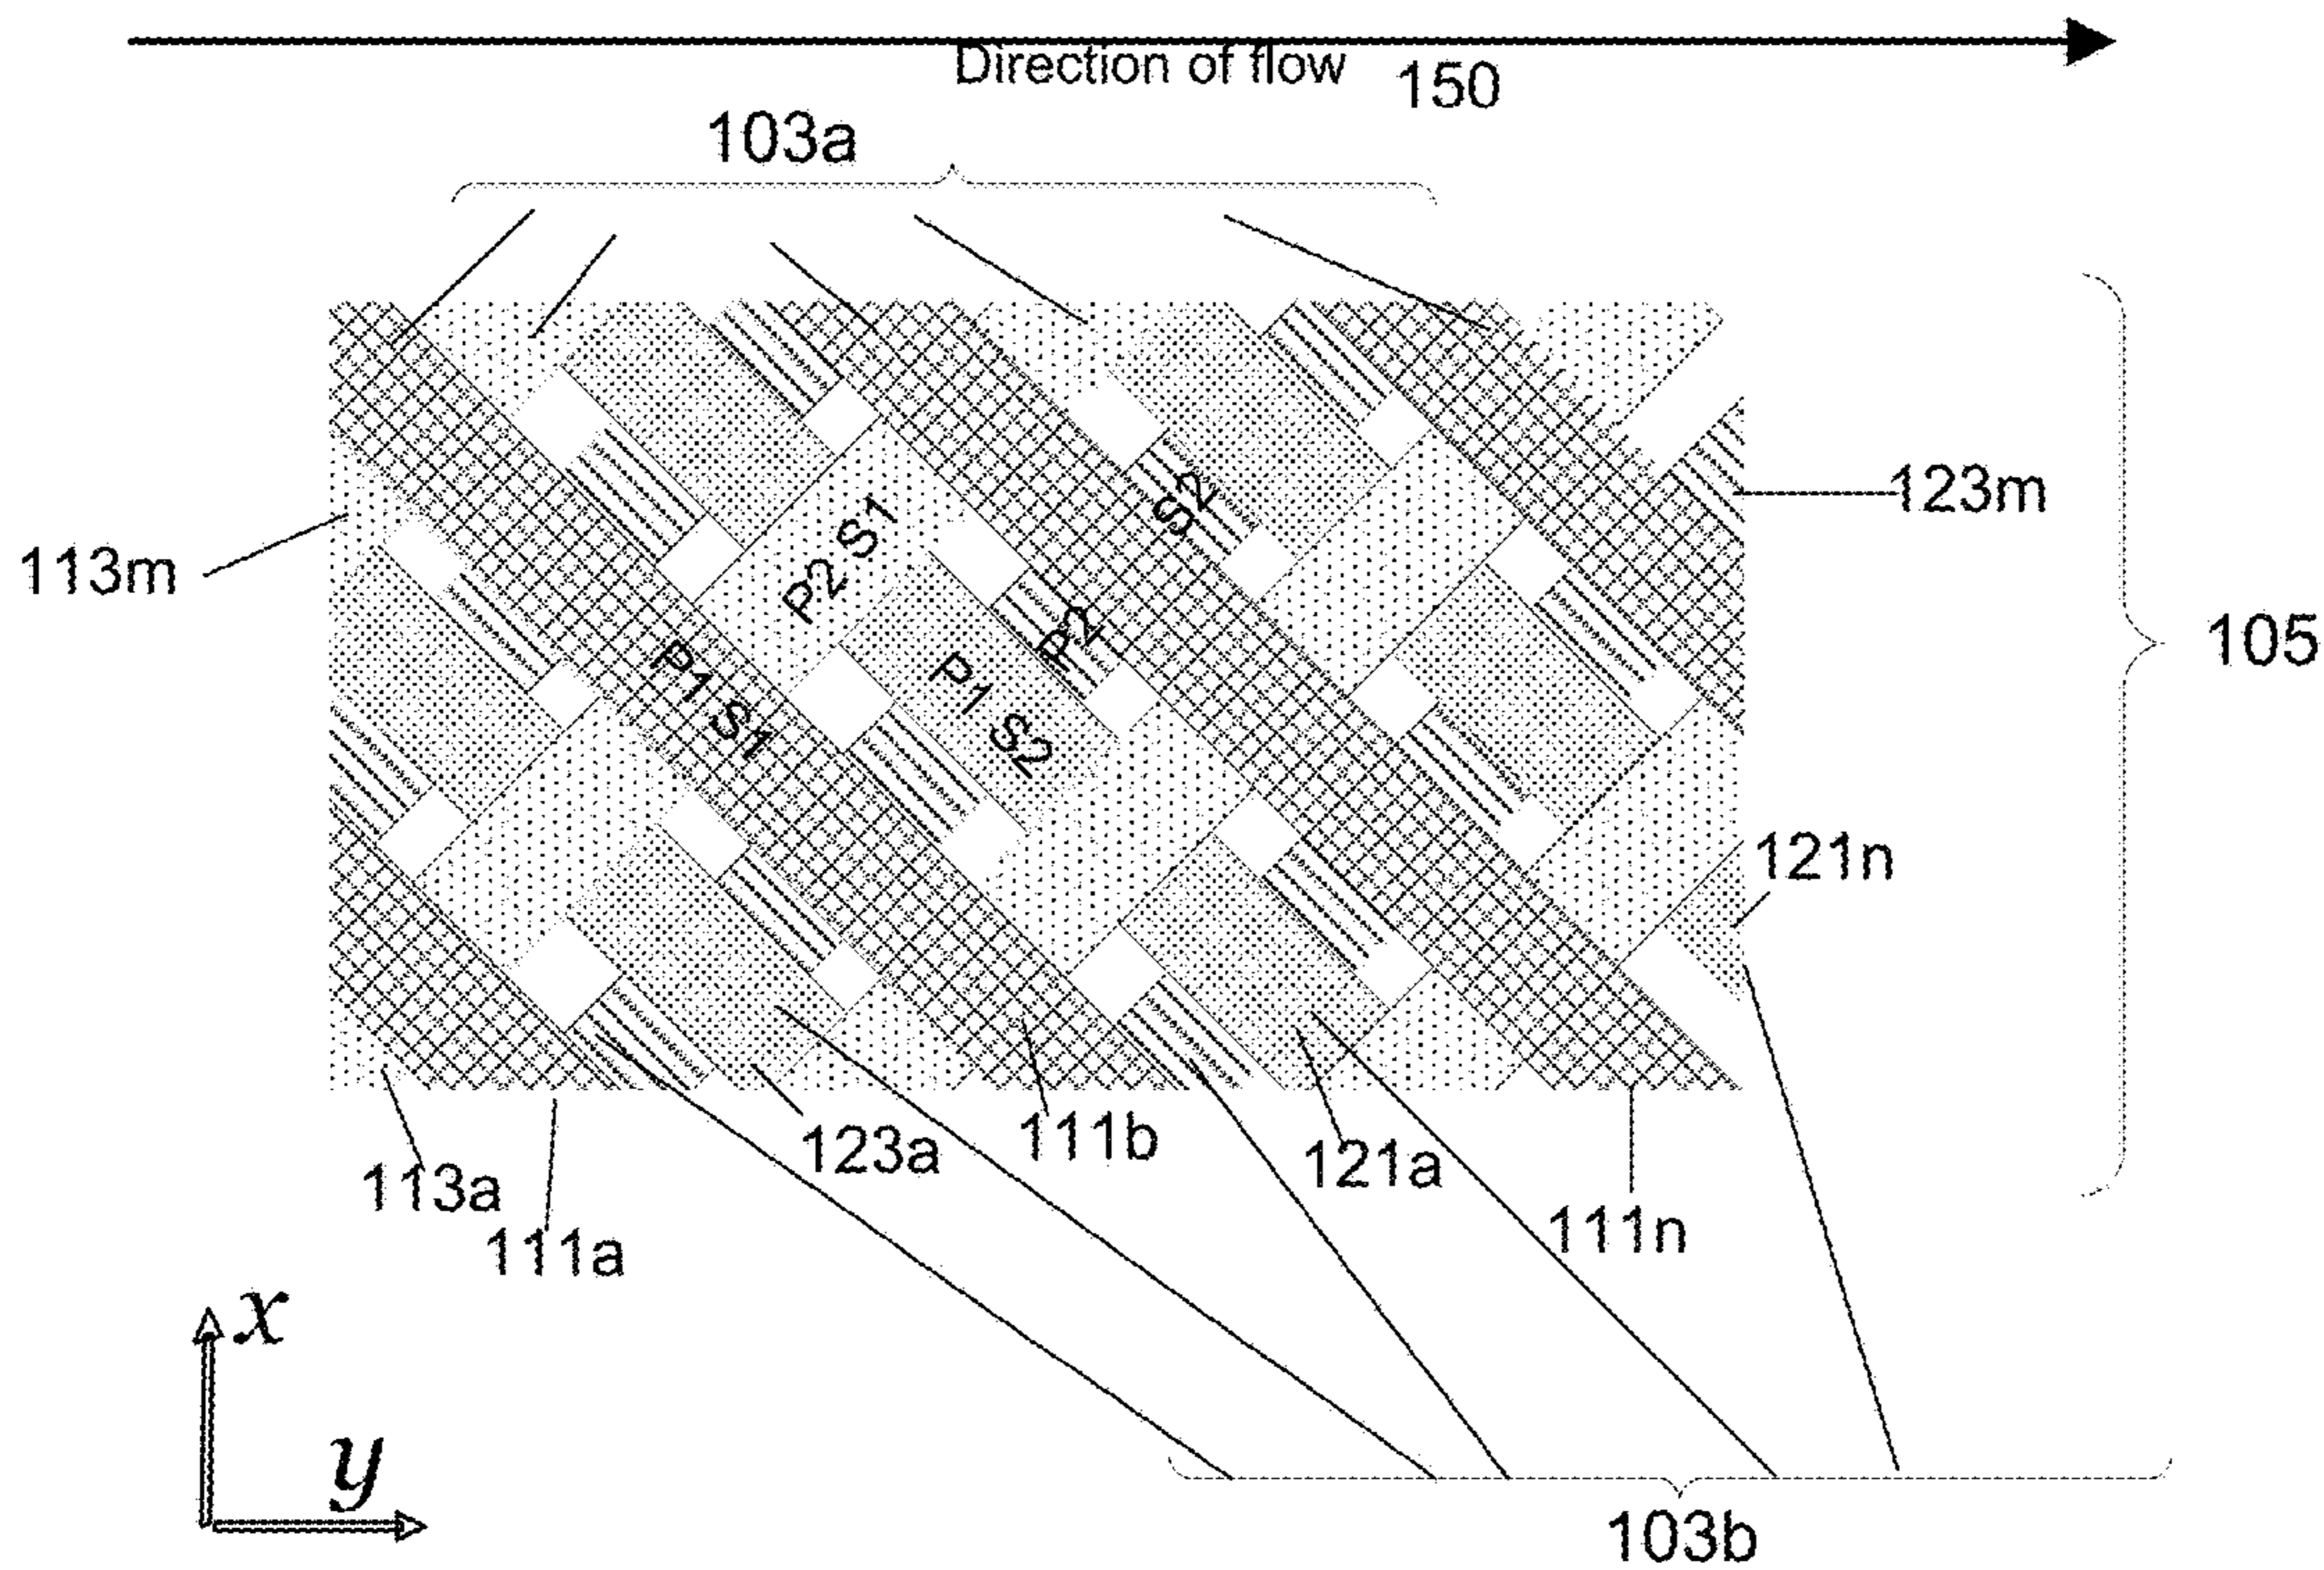 Direction of flow 150
103a
123m
113m
S2
P2 S1
P2
105
P1 S1
P1 S2
121n
123a
111b
121a
113a
111n
111a
x
y
103b